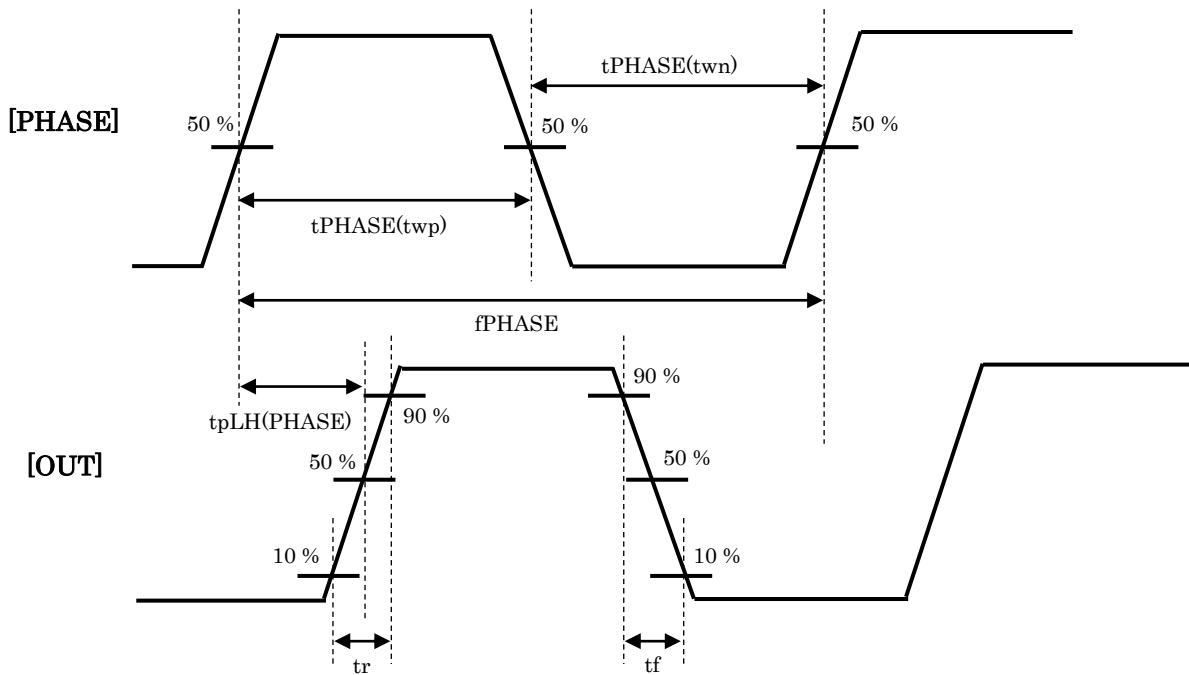 tPHASE(twn)
[PHASE]
50 %
50 %
50 %
tPHASE(twp)
fPHASE
90 %
tpLH(PHASE)
90 %
[OUT]
50 %
50 %
10 %
10 %
tr
tf